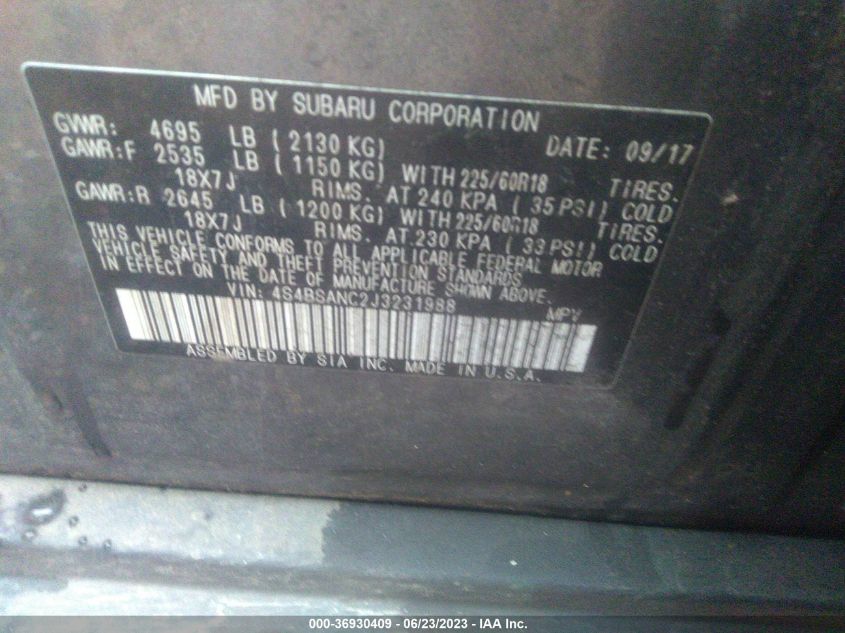 MFD BY SUBARU CORPORATION
GVWR: 4695 LB (2130 KG) DATE: 09/17
GAWR:F 2535 LB (1150 KG) WITH 225/60R18 TIRES.
18X7J RIMS. AT 240 KPA (35PSI) COLD
GAWR:R 2645 LB (1200 KG) WITH 225/60R18 TIRES.
18X7J RIMS. AT.230 KPA (33PSI) COLD
THIS VEHICLE CONFORMS TO ALL APPLICABLE FEDERAL MOTOR
VEHICLE SAFETY AND THEFT PREVENTION STANDARDS
IN EFFECT ON THE DATE OF MANUFACTURE SHOWN ABOVE.
VIN: 4S4BSANC2J3231988 MPV
ASSEMBLED BY SIA INC. MADE IN U.S.A.
000-36930409 - 06/23/2023 - IAA Inc.